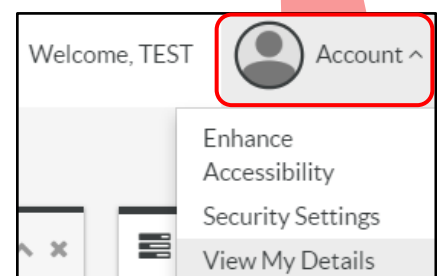 Welcome, TEST Account
Enhance
Accessibility
Security Settings
View My Details